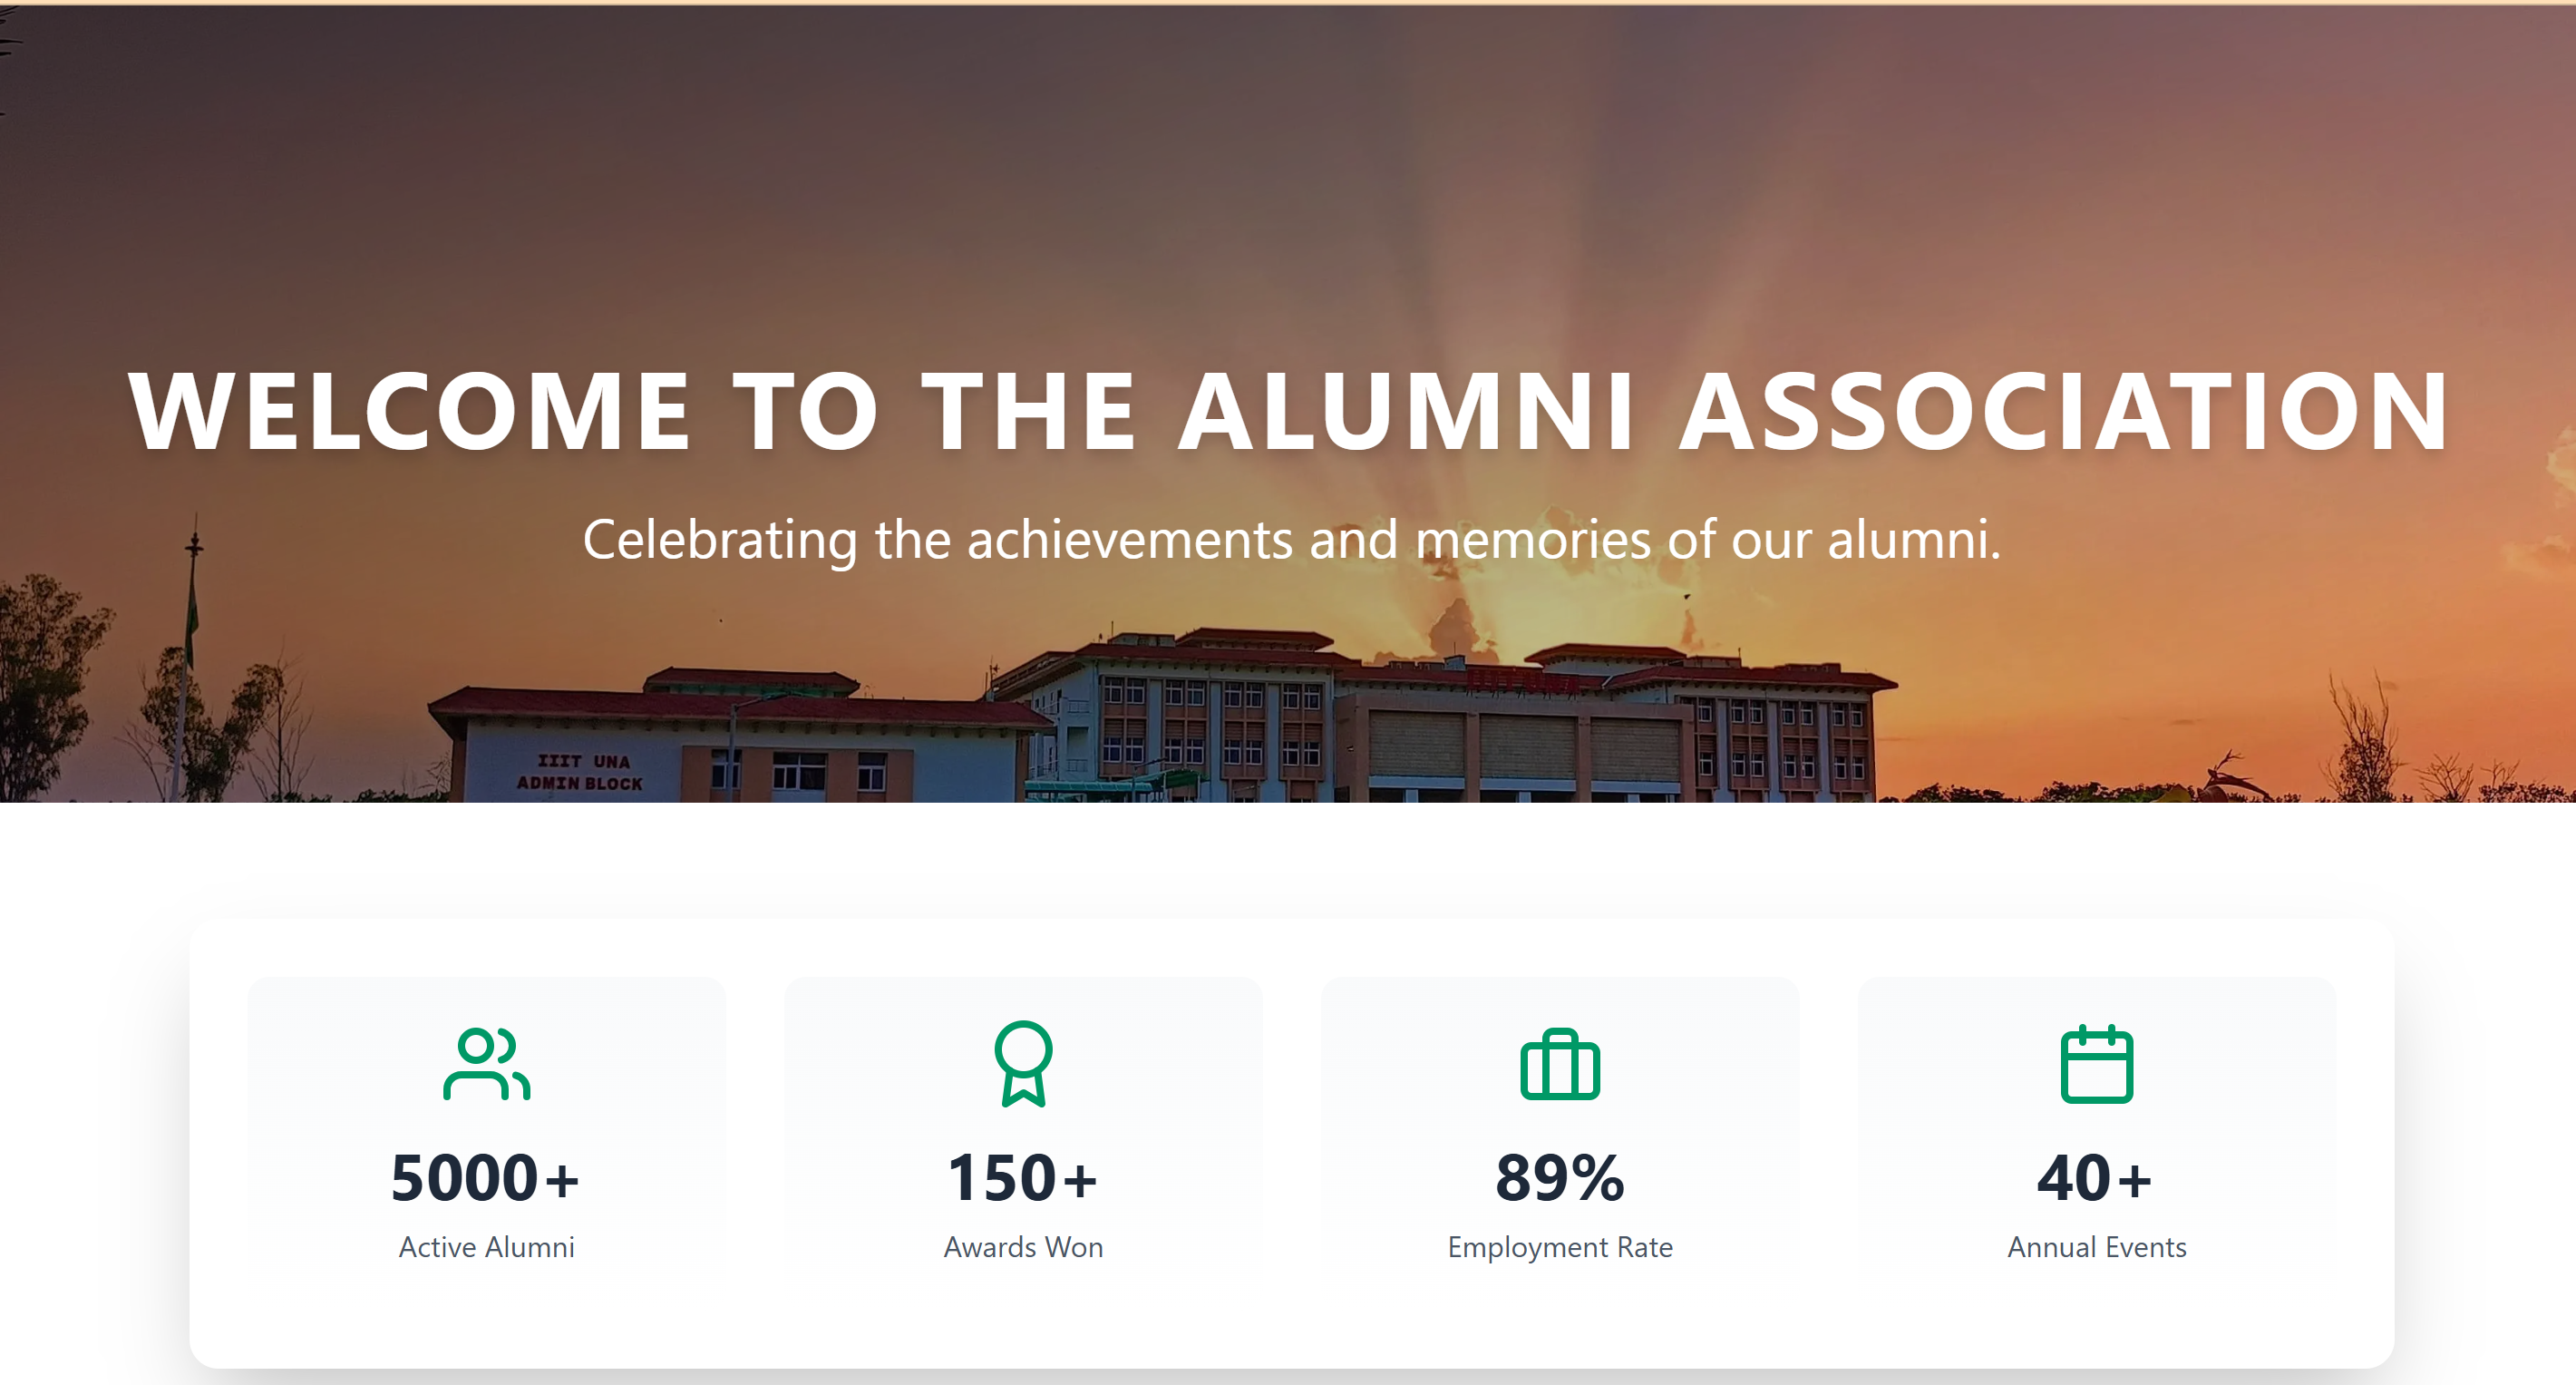 WELCOME TO THE ALUMNI ASSOCIATION
Celebrating the achievements and memories of our alumni.
IIIT UNA
ADMIN BLOCK
5000+
150+
89%
40+
Active Alumni
Awards Won
Employment Rate
Annual Events